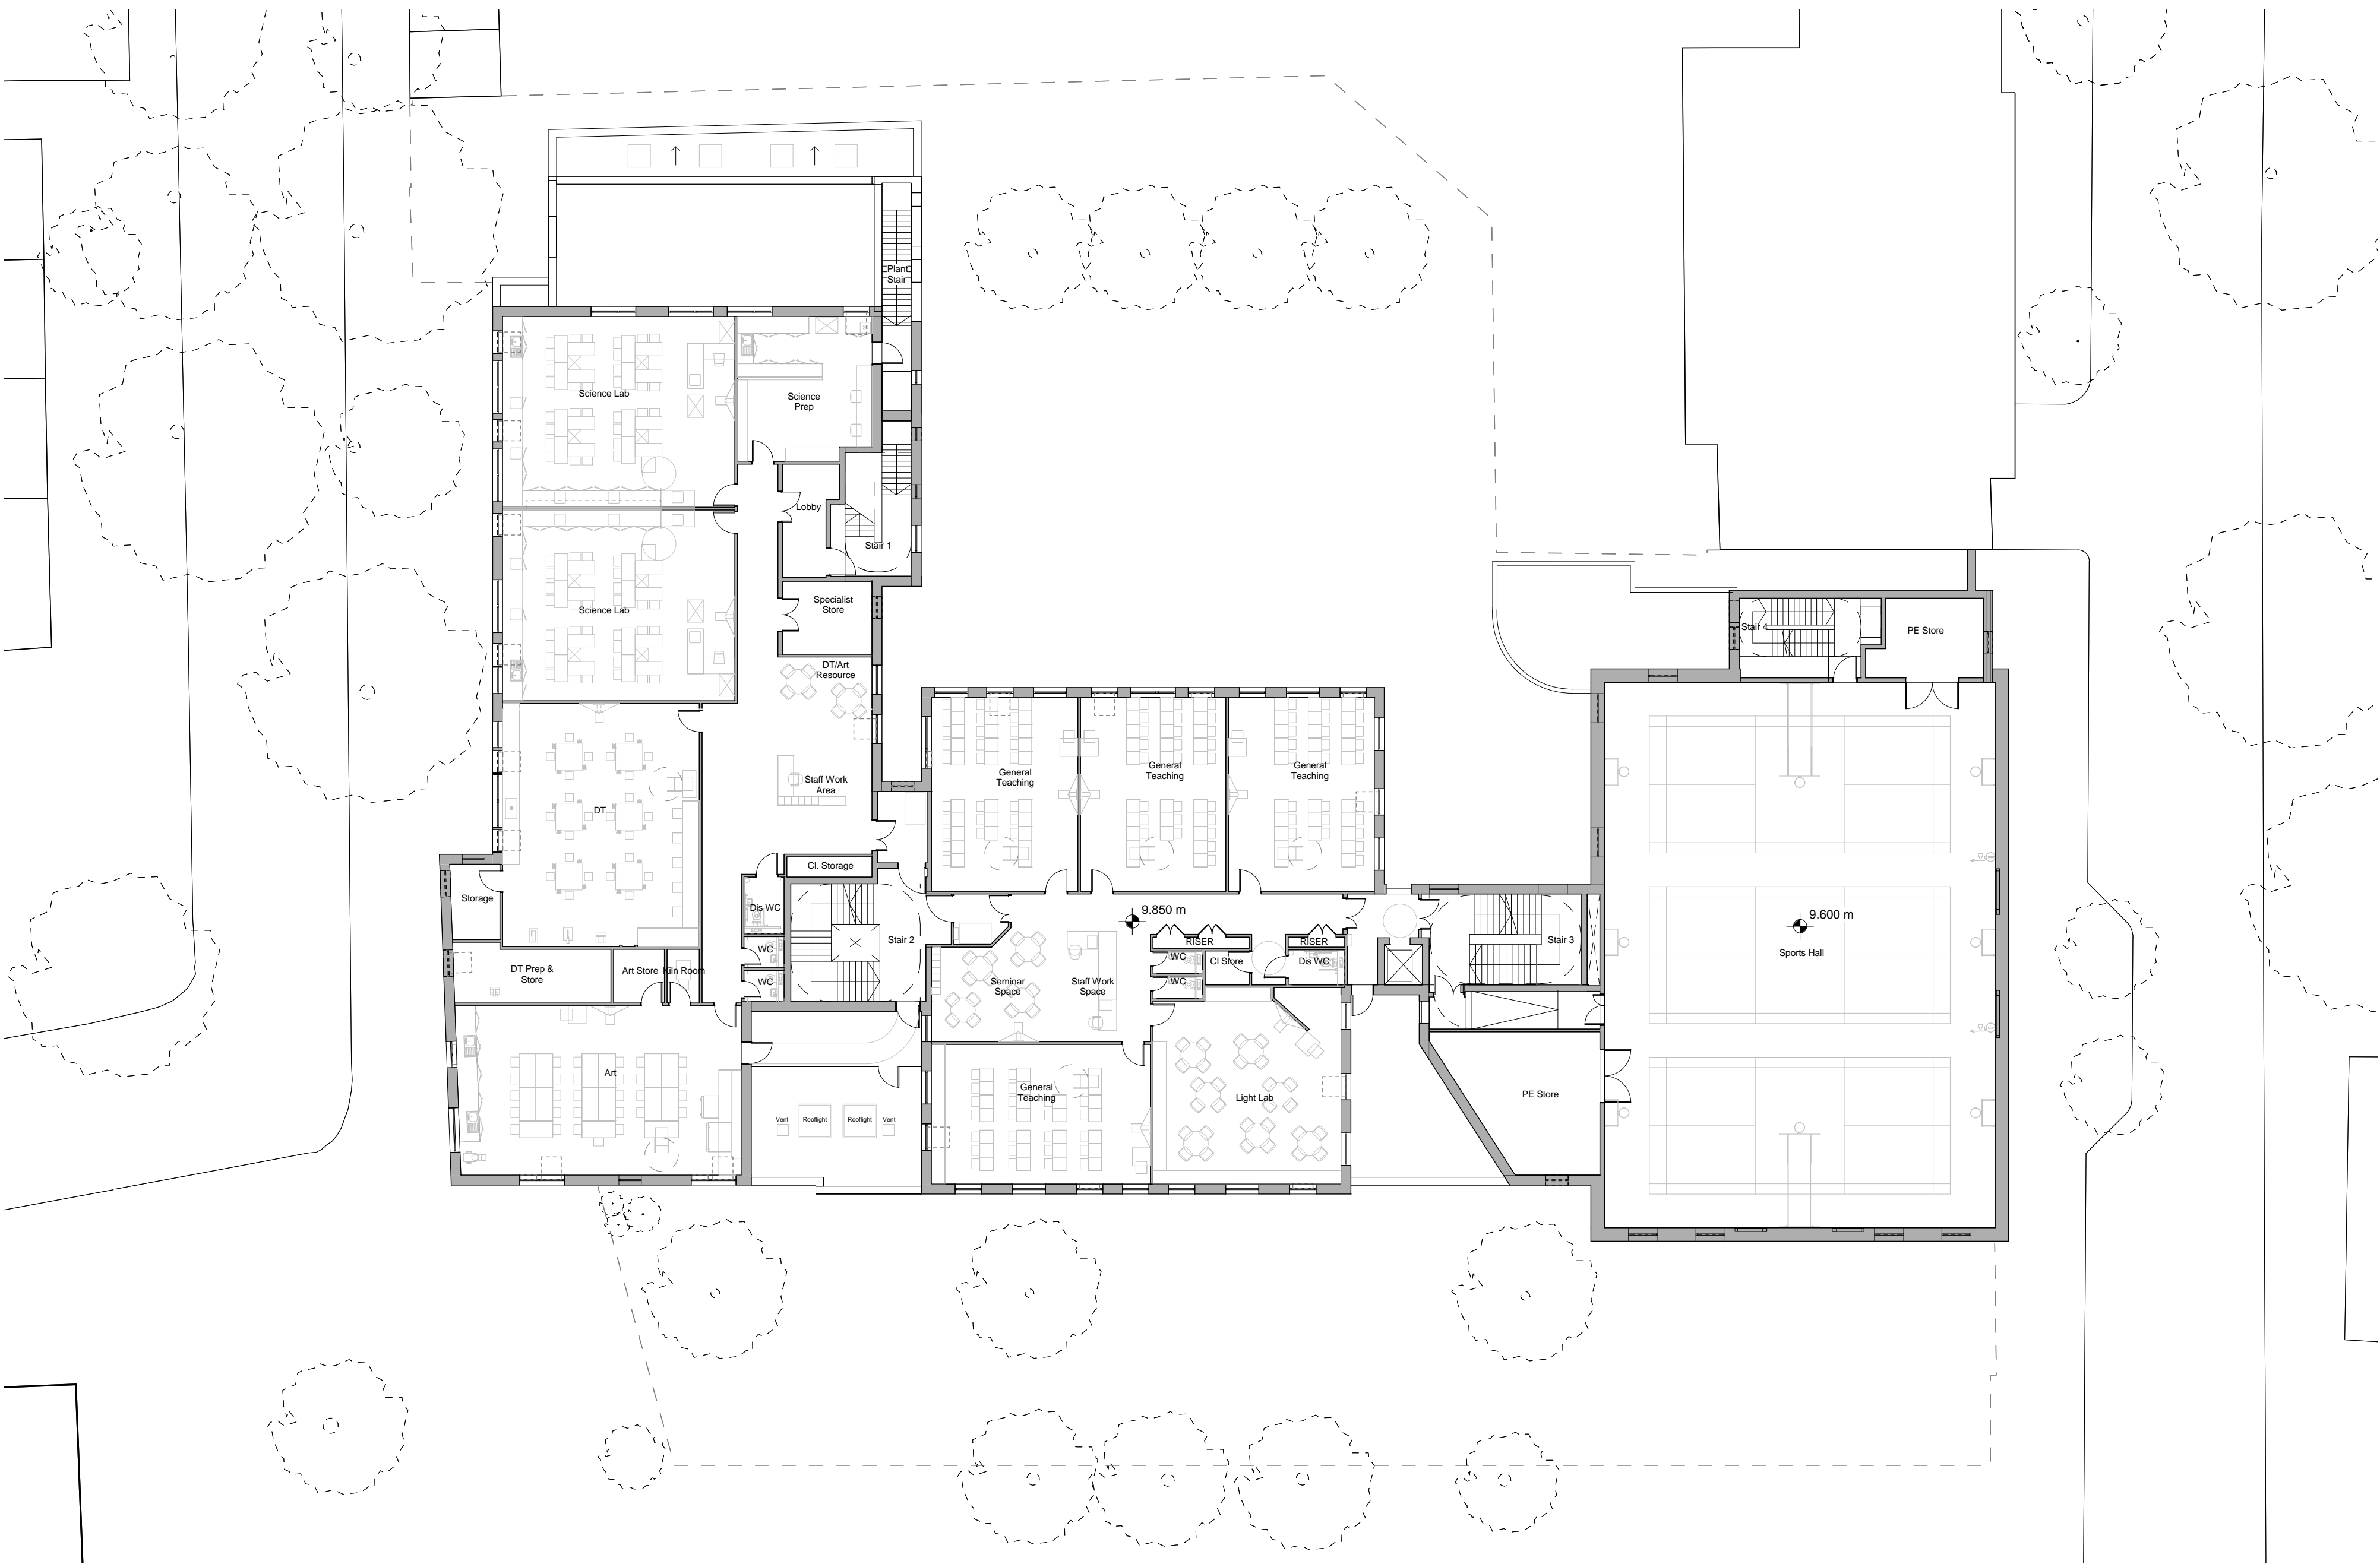 Plant
Stair
Science Lab
Science
Prep
Lobby
Stair 1
Science Lab
Specialist
Store
DT/Art
Resource
Stair 4
PE Store
General
Teaching
General
Teaching
General
Teaching
Staff Work
Area
DT
Cl. Storage
Storage
Dis WC
9.850 m
9.600 m
WC
Stair 2
RISER
RISER
Stair 3
Sports Hall
DT Prep &
Store
Art Store
Kiln Room
WC
Seminar
Space
Staff Work
Space
WC
Cl Store
Dis WC
WC
Art
General
Teaching
Light Lab
PE Store
Vent
Rooflight
Rooflight
Vent